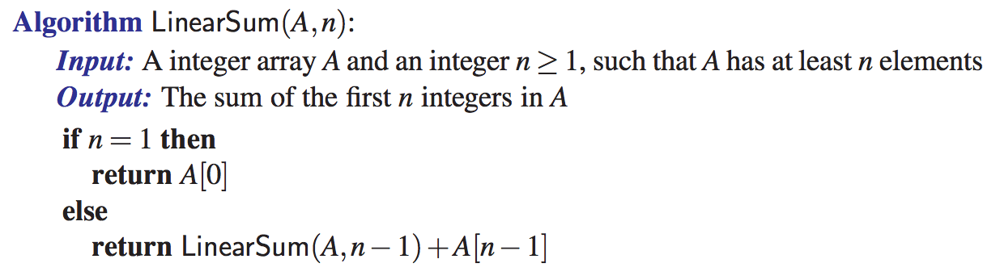 Algorithm LinearSum(A,n):
Input: A integer array A and an integer n ≥ 1, such that A has at least n elements
Output: The sum of the first n integers in A
if n = 1 then
return A[0]
else
return LinearSum(A,n − 1) + A[n − 1]